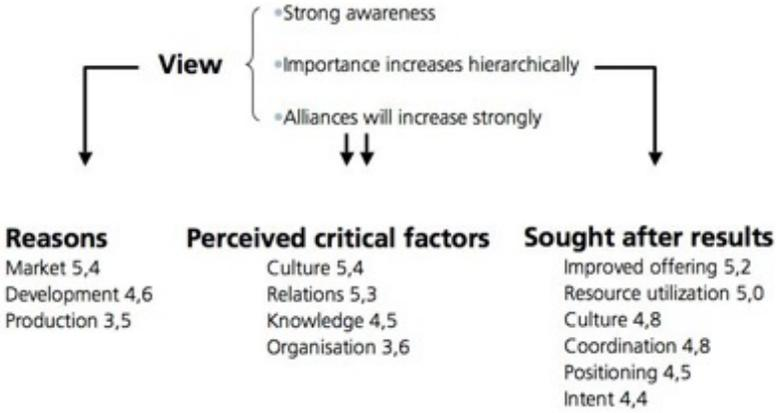 •Strong awareness
View
•Importance increases hierarchically
•Alliances will increase strongly
Reasons
Market 5,4
Development 4,6
Production 3,5
Perceived critical factors
Culture 5,4
Relations 5,3
Knowledge 4,5
Organisation 3,6
Sought after results
Improved offering 5,2
Resource utilization 5,0
Culture 4,8
Coordination 4,8
Positioning 4,5
Intent 4,4